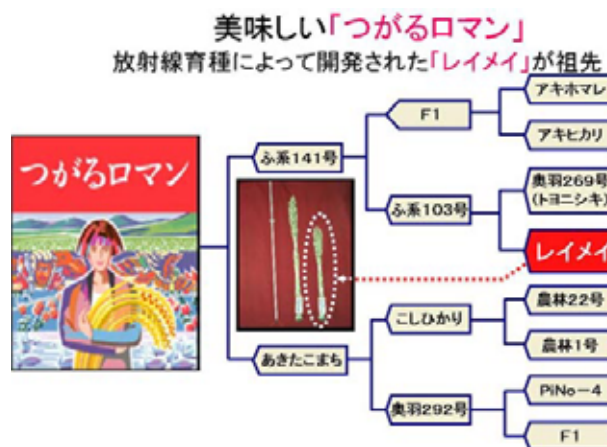 美味しい「つがるロマン」
放射線育種によって開発された「レイメイ」が祖先
つがるロマン
ふ系141号
あきたこまち
F1
ふ系103号
こしひかり
奥羽292号
アキホマレ
アキヒカリ
奥羽269号
(トヨニシキ)
レイメイ
農林22号
農林1号
PiNo-4
F1